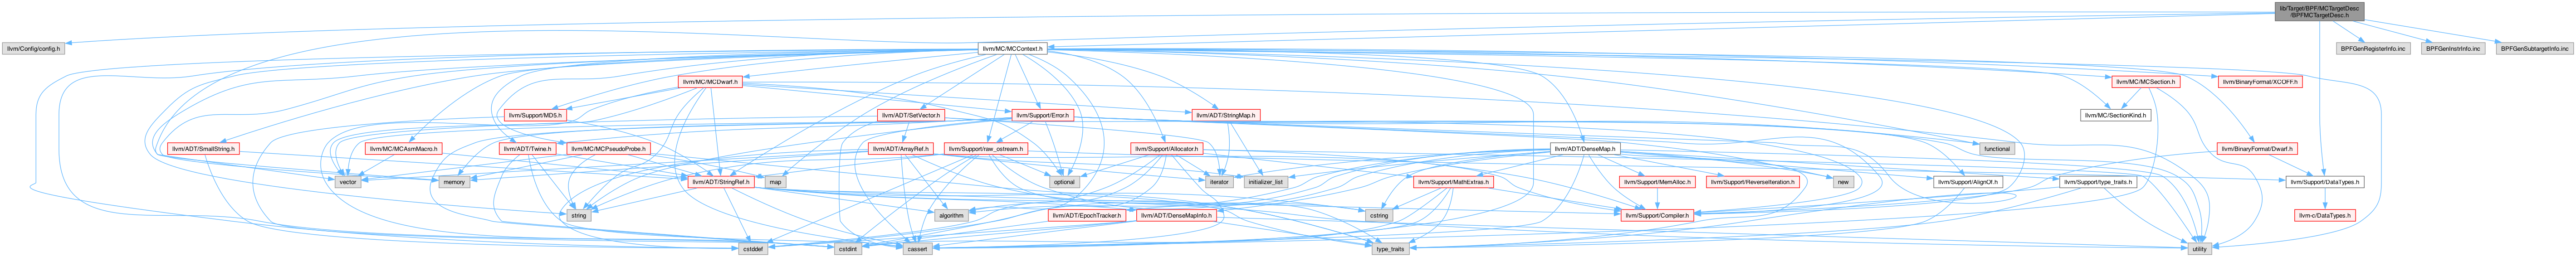 lib/Target/BPF/MCTargetDesc
/BPFMCTargetDesc.h
llvm/Config/config.h
llvm/MC/MCContext.h
BPFGenRegisterInfo.inc
BPFGenInstrInfo.inc
BPFGenSubtargetInfo.inc
llvm/MC/MCDwarf.h
llvm/MC/MCSection.h
llvm/BinaryFormat/XCOFF.h
llvm/Support/MD5.h
llvm/ADT/SetVector.h
llvm/Support/Error.h
llvm/ADT/StringMap.h
llvm/MC/SectionKind.h
llvm/ADT/SmallString.h
llvm/MC/MCAsmMacro.h
llvm/ADT/Twine.h
llvm/MC/MCPseudoProbe.h
llvm/ADT/ArrayRef.h
llvm/Support/raw_ostream.h
llvm/Support/Allocator.h
llvm/ADT/DenseMap.h
functional
llvm/BinaryFormat/Dwarf.h
vector
memory
llvm/ADT/StringRef.h
map
optional
iterator
initializer_list
llvm/Support/MathExtras.h
llvm/Support/MemAlloc.h
llvm/Support/ReverseIteration.h
new
llvm/Support/AlignOf.h
llvm/Support/type_traits.h
llvm/Support/DataTypes.h
string
algorithm
llvm/ADT/EpochTracker.h
llvm/ADT/DenseMapInfo.h
cstring
llvm/Support/Compiler.h
llvm-c/DataTypes.h
cstddef
cstdint
cassert
type_traits
utility